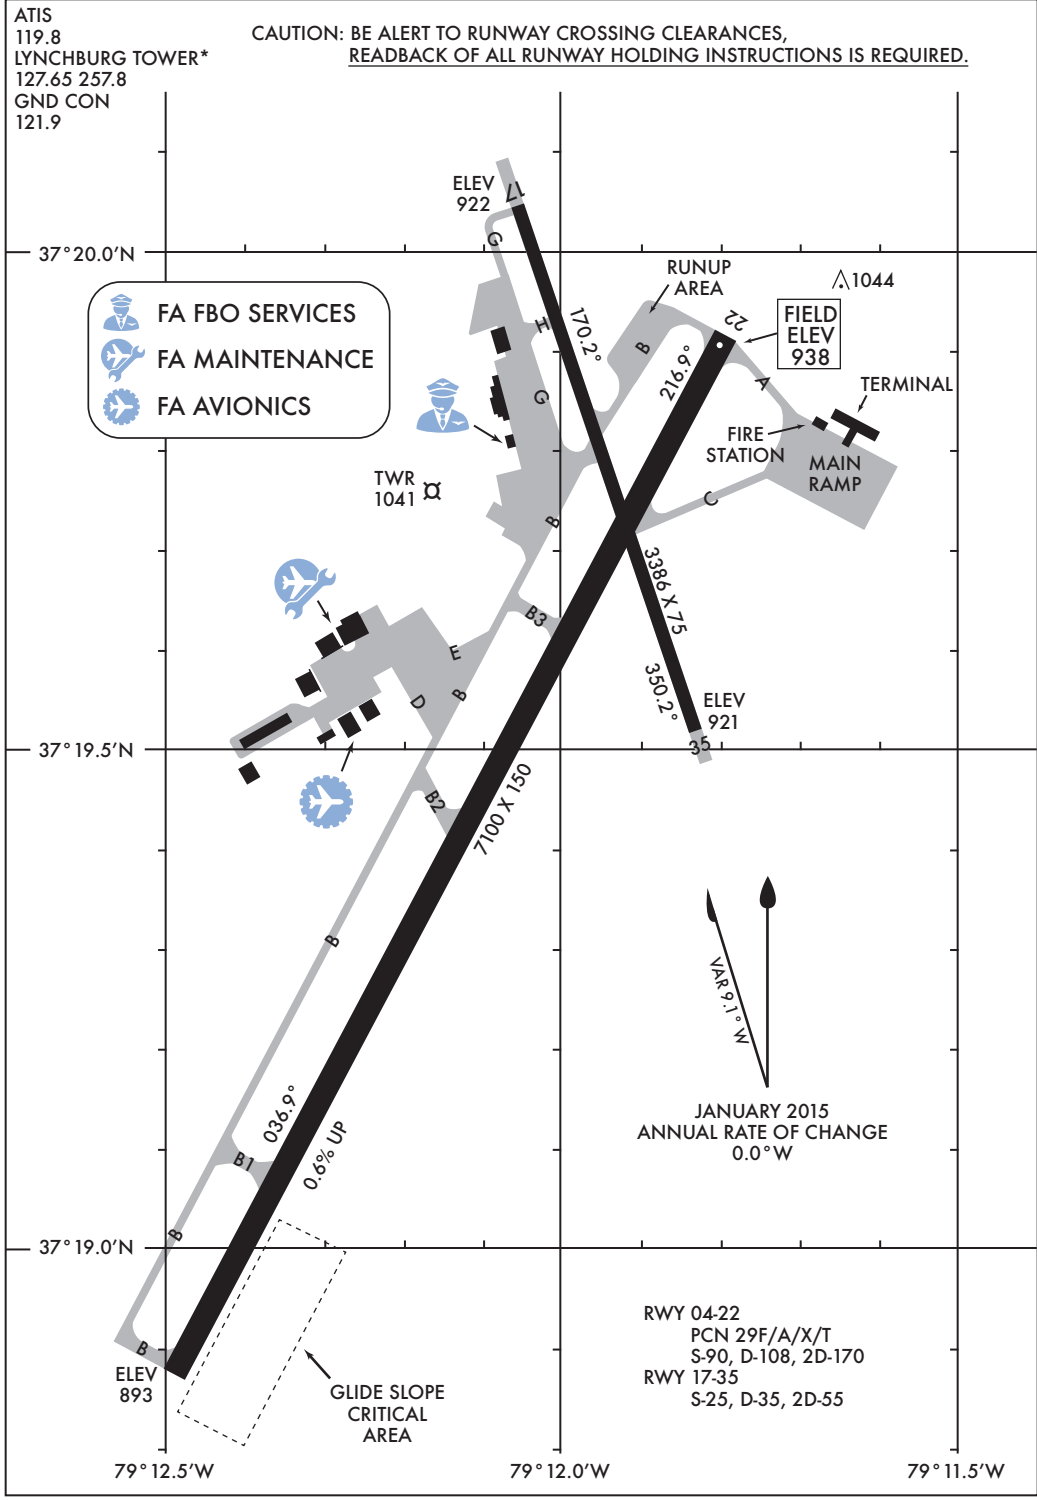 ATIS
119.8
LYNCHBURG TOWER*
127.65 257.8
GND CON
121.9
CAUTION: BE ALERT TO RUNWAY CROSSING CLEARANCES,
READBACK OF ALL RUNWAY HOLDING INSTRUCTIONS IS REQUIRED.
ELEV
922
17
G
37°20.0'N
RUNUP
AREA
1044
FA FBO SERVICES
FA MAINTENANCE
FA AVIONICS
H
170.2°
B
216.9°
22
FIELD
ELEV
938
A
TERMINAL
G
FIRE
STATION
MAIN
RAMP
TWR
1041
C
B
3386 X 75
B3
E
B
D
350.2°
ELEV
921
35
37°19.5'N
B2
7100 X 150
B
VAR 9.1° W
JANUARY 2015
ANNUAL RATE OF CHANGE
0.0°W
036.9°
0.6% UP
B1
B
37°19.0'N
B
ELEV
893
GLIDE SLOPE
CRITICAL
AREA
RWY 04-22
PCN 29F/A/X/T
S-90, D-108, 2D-170
RWY 17-35
S-25, D-35, 2D-55
79°12.5'W
79°12.0'W
79°11.5'W